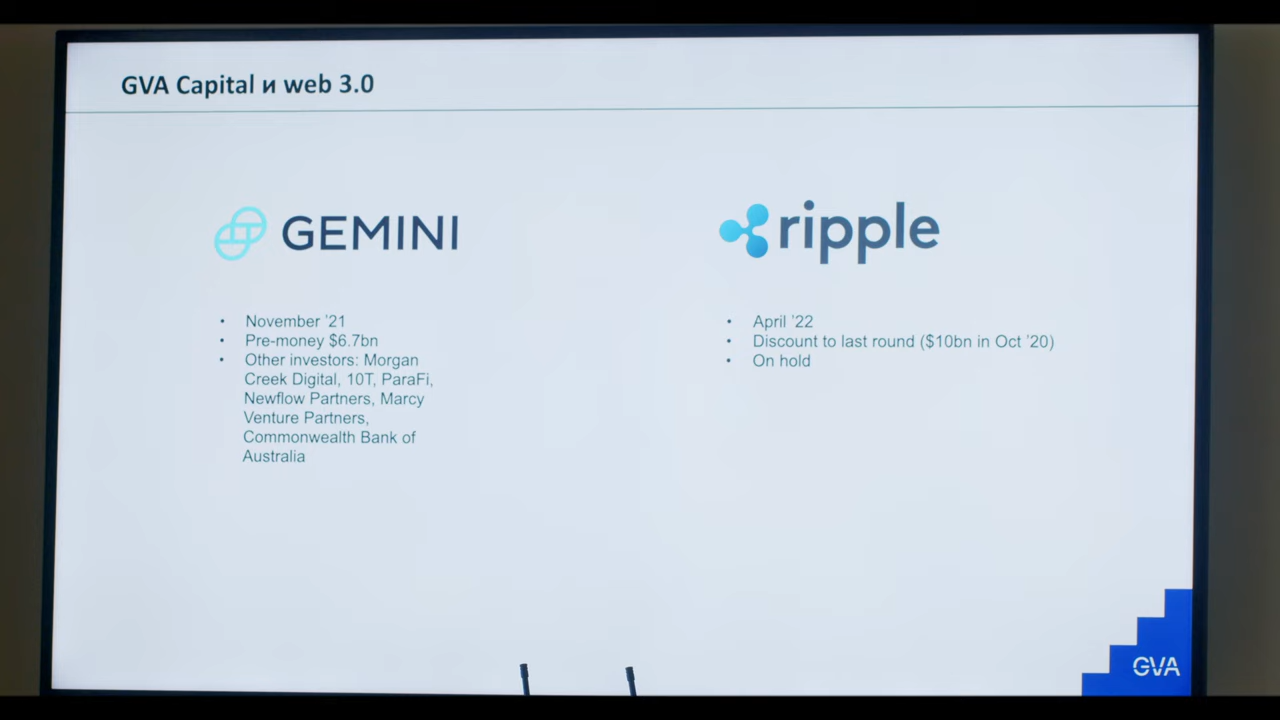 GVA Capital и web 3.0
GEMINI
• November '21
• Pre-money $6.7bn
• Other investors: Morgan
Creek Digital, 10T, ParaFi,
Newflow Partners, Marcy
Venture Partners,
Commonwealth Bank of
Australia
ripple
• April '22
• Discount to last round ($10bn in Oct '20)
• On hold
GVA